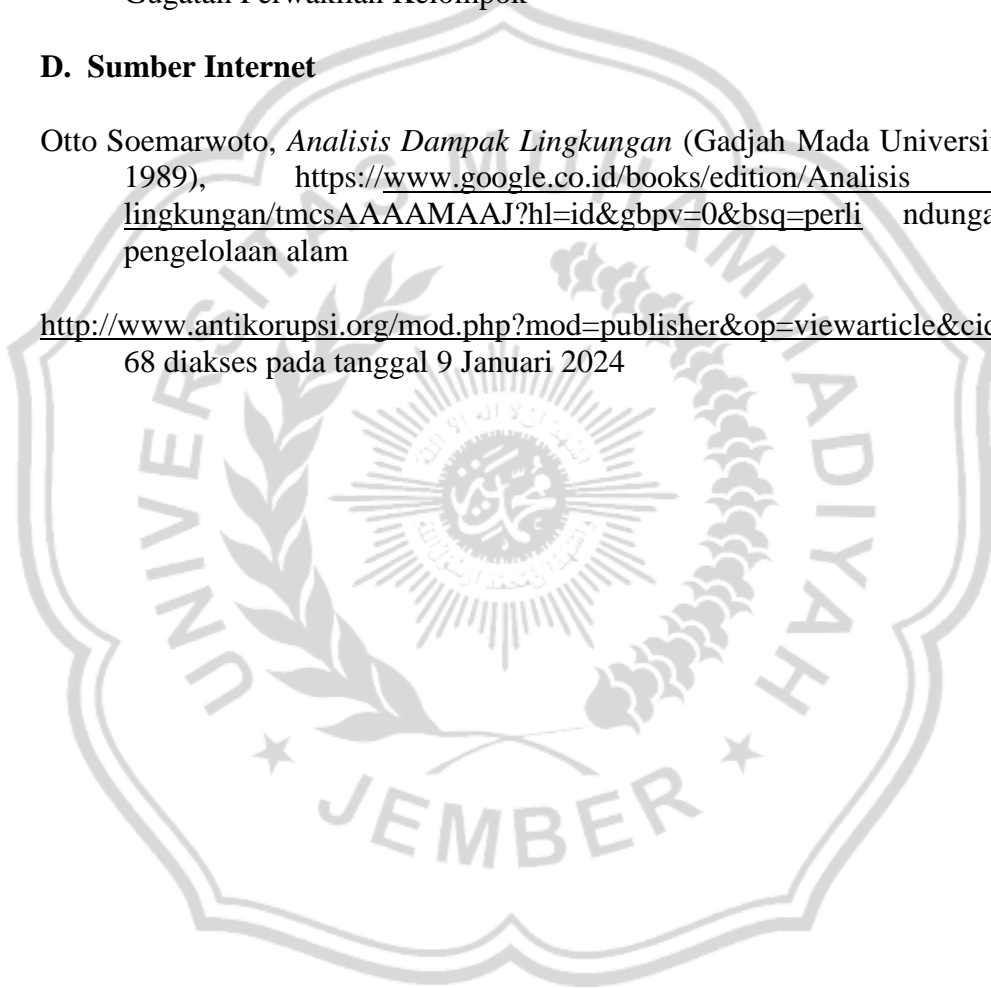 Gugatan Perwakilan Kelompok
D. Sumber Internet
Otto Soemarwoto, Analisis Dampak Lingkungan (Gadjah Mada Universi
1989), https://www.google.co.id/books/edition/Analisis
lingkungan/tmcsAAAAMAAJ?hl=id&gbpv=0&bsq=perli ndunga
pengelolaan alam
http://www.antikorupsi.org/mod.php?mod=publisher&op=viewarticle&cid
68 diakses pada tanggal 9 Januari 2024
UNIVERSITAS MUHAMMADIYAH
JEMBER